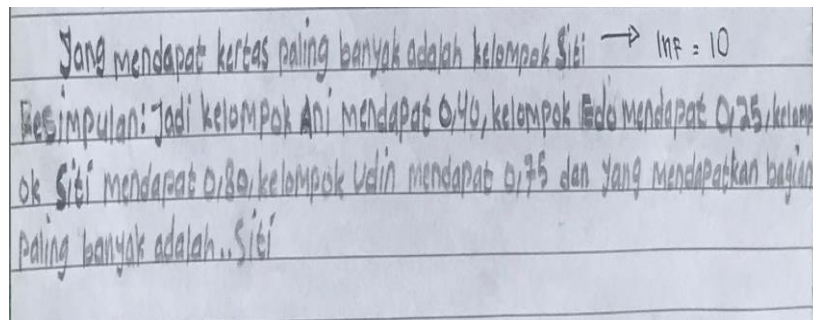 Yang mendapat kertas paling banyak adalah kelompok Siti → Inf = 10
Kesimpulan: Jadi kelompok Ani mendapat 0,40, kelompok Edo mendapat 0,25, kelomp
ok Siti mendapat 0,80, kelompok Udin mendapat 0,75 dan yang mendapatkan bagian
paling banyak adalah.. Siti